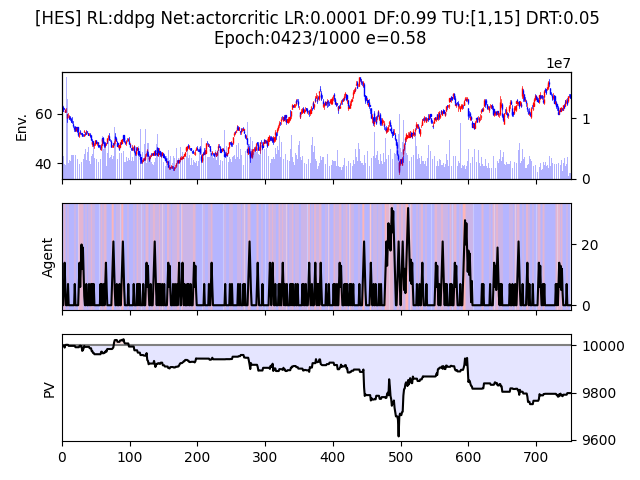 [HES] RL:ddpg Net:actorcritic LR:0.0001 DF:0.99 TU:[1,15] DRT:0.05
Epoch:0423/1000 e=0.58
1e7
Env.
60
40
1
0
Agent
20
0
PV
10000
9800
9600
0 100 200 300 400 500 600 700